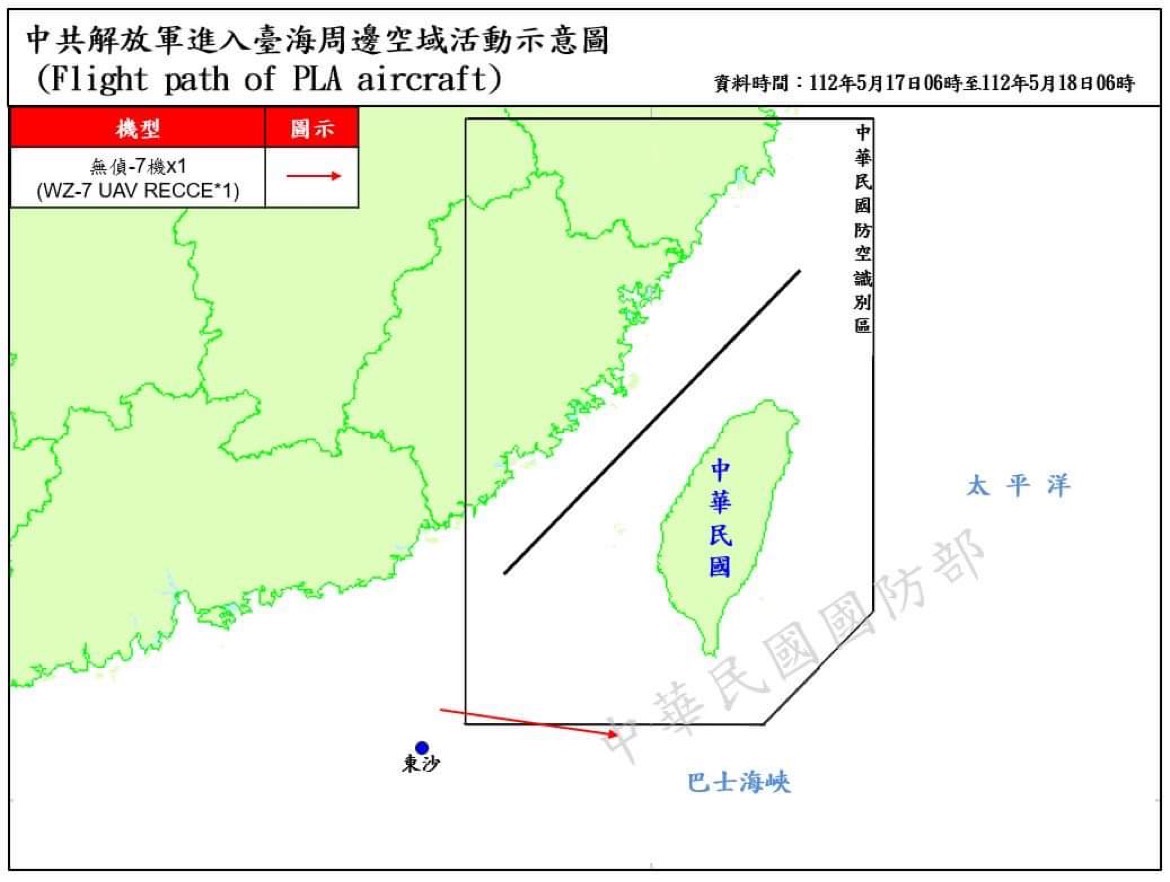 中共解放軍進入臺海周邊空域活動示意圖
(Flight path of PLA aircraft)
資料時間：112年5月17日06時至112年5月18日06時
機型
圖示
無偵-7機x1
(WZ-7 UAV RECCE*1)
中華民國防空識別區
中華民國
太平洋
中華民國國防部
東沙
巴士海峽